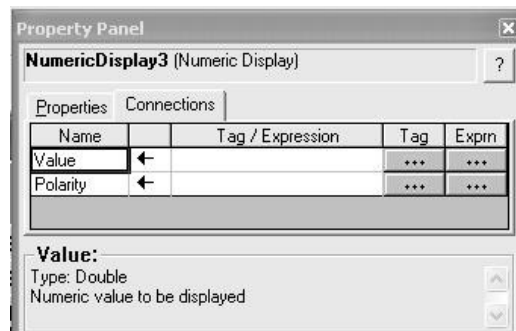 Property Panel
NumericDisplay3 (Numeric Display)
?
Properties Connections
Name Tag / Expression Tag Exprn
Value ...
Polarity ...
Value:
Type: Double
Numeric value to be displayed